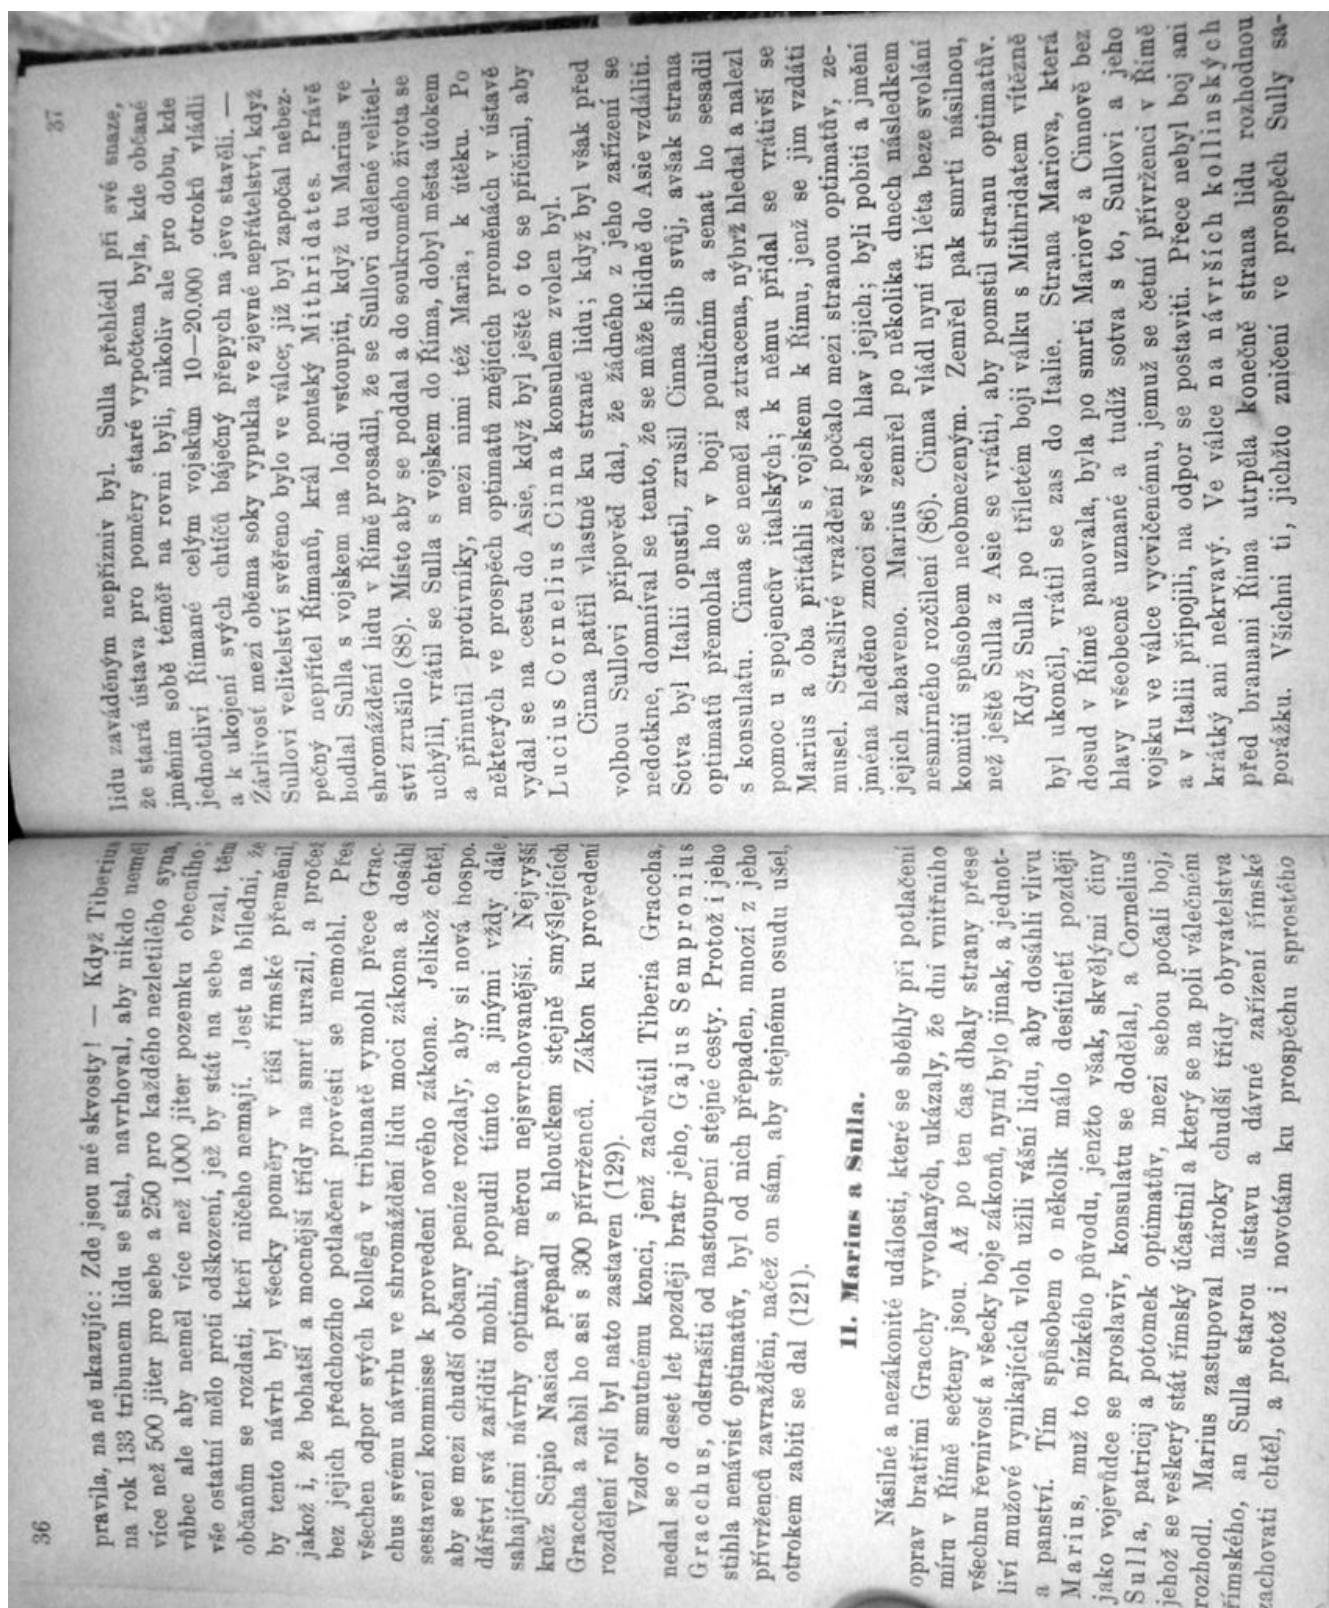 36
pravila, na ně ukazujíc: Zde jsou mé skvosty! — Když Tiberius
na rok 133 tribunem lidu se stal, navrhoval, aby nikdo neměl
více než 500 jiter pro sebe a 250 pro každého nezletilého syna,
vůbec ale aby neměl více než 1000 jiter pozemku obecního;
vše ostatní mělo proti odškození, jež by stát na sebe vzal, těm
občanům se rozdati, kteří ničeho nemají. Jest na bíledni, že
by tento návrh byl všecky poměry v říši římské přeměnil,
jakož i, že bohatší a mocnější třídy na smrť urazil, a pročež
bez jejich předchozího potlačení provésti se nemohl. Přes
všechen odpor svých kollegů v tribunatě vymohl přece Grac-
chus svému návrhu ve shromáždění lidu moci zákona a dosáhl
sestavení kommisse k provedení nového zákona. Jelikož chtěl,
aby se mezi chudší občany peníze rozdaly, aby si nová hospo-
dářství svá zaříditi mohli, popudil tímto a jinými vždy dále
sahajícími návrhy optimaty měrou nejsvrchovanější. Nejvyšší
kněz Scipio Nasica přepadl s hloučkem stejně smýšlejících
Graccha a zabil ho asi s 300 přívrženců. Zákon ku provedení
rozdělení rolí byl nato zastaven (129).
Vzdor smutnému konci, jenž zachvátil Tiberia Graccha,
nedal se o deset let později bratr jeho, Gajus Sempronius
Gracchus, odstrašiti od nastoupení stejné cesty. Protož i jeho
stihla nenávisť optimatův, byl od nich přepaden, mnozí z jeho
přívrženců zavražděni, načež on sám, aby stejnému osudu ušel,
otrokem zabiti se dal (121).
II. Marius a Sulla.
Násilné a nezákonité události, které se sběhly při potlačení
oprav bratřími Gracchy vyvolaných, ukázaly, že dni vnitřního
míru v Římě sečteny jsou. Až po ten čas dbaly strany přese
všechnu řevnivosť a všecky boje zákonů, nyní bylo jinak, a jednot-
liví mužové vynikajících vloh užili vášní lidu, aby dosáhli vlivu
a panství. Tím spůsobem o několik málo desítiletí později
Marius, muž to nízkého původu, jenžto však, skvělými činy
jako vojevůdce se proslaviv, konsulatu se dodělal, a Cornelius
Sulla, patricij a potomek optimatův, mezi sebou počali boj,
jehož se veškerý stát římský účastnil a který se na poli válečném
rozhodl. Marius zastupoval nároky chudší třídy obyvatelstva
římského, an Sulla starou ústavu a dávné zařízení římské
zachovati chtěl, a protož i novotám ku prospěchu sprostého
37
lidu zaváděným nepřízniv byl. Sulla přehlédl při své snaze,
že stará ústava pro poměry staré vypočtena byla, kde občané
jměním sobě téměř na rovni byli, nikoliv ale pro dobu, kde
jednotliví Římané celým vojskům 10—20.000 otroků vládli
a k ukojení svých chtíčů báječný přepych na jevo stavěli. —
Žárlivosť mezi oběma soky vypukla ve zjevné nepřátelství, když
Sullovi velitelství svěřeno bylo ve válce, již byl započal nebez-
pečný nepřítel Římanů, král pontský Mithridates. Právě
hodlal Sulla s vojskem na lodi vstoupiti, když tu Marius ve
shromáždění lidu v Římě prosadil, že se Sullovi udělené velitel-
ství zrušilo (88). Místo aby se poddal a do soukromého života se
uchýlil, vrátil se Sulla s vojskem do Říma, dobyl města útokem
a přinutil protivníky, mezi nimi též Maria, k útěku. Po
některých ve prospěch optimatů znějících proměnách v ústavě
vydal se na cestu do Asie, když byl ještě o to se přičinil, aby
Lucius Cornelius Cinna konsulem zvolen byl.
Cinna patřil vlastně ku straně lidu; když byl však před
volbou Sullovi přípověď dal, že žádného z jeho zařízení se
nedotkne, domníval se tento, že se může klidně do Asie vzdáliti.
Sotva byl Italii opustil, zrušil Cinna slib svůj, avšak strana
optimatů přemohla ho v boji pouličním a senat ho sesadil
s konsulatu. Cinna se neměl za ztracena, nýbrž hledal a nalezl
pomoc u spojencův italských; k němu přidal se vrátivší se
Marius a oba přitáhli s vojskem k Římu, jenž se jim vzdáti
musel. Strašlivé vraždění počalo mezi stranou optimatův, ze-
jména hleděno zmoci se všech hlav jejich; byli pobiti a jmění
jejich zabaveno. Marius zemřel po několika dnech následkem
nesmírného rozčilení (86). Cinna vládl nyní tři léta beze svolání
komitií spůsobem neobmezeným. Zemřel pak smrtí násilnou,
než ještě Sulla z Asie se vrátil, aby pomstil stranu optimatův.
Když Sulla po tříletém boji válku s Mithridatem vítězně
byl ukončil, vrátil se zas do Italie. Strana Mariova, která
dosud v Římě panovala, byla po smrti Mariově a Cinnově bez
hlavy všeobecně uznané a tudíž sotva s to, Sullovi a jeho
vojsku ve válce vycvičenému, jemuž se četní přívrženci v Římě
a v Italii připojili, na odpor se postaviti. Přece nebyl boj ani
krátký ani nekrvavý. Ve válce na návrších kollinských
před branami Říma utrpěla konečně strana lidu rozhodnou
porážku. Všichni ti, jichžto zničení ve prospěch Sully sa-